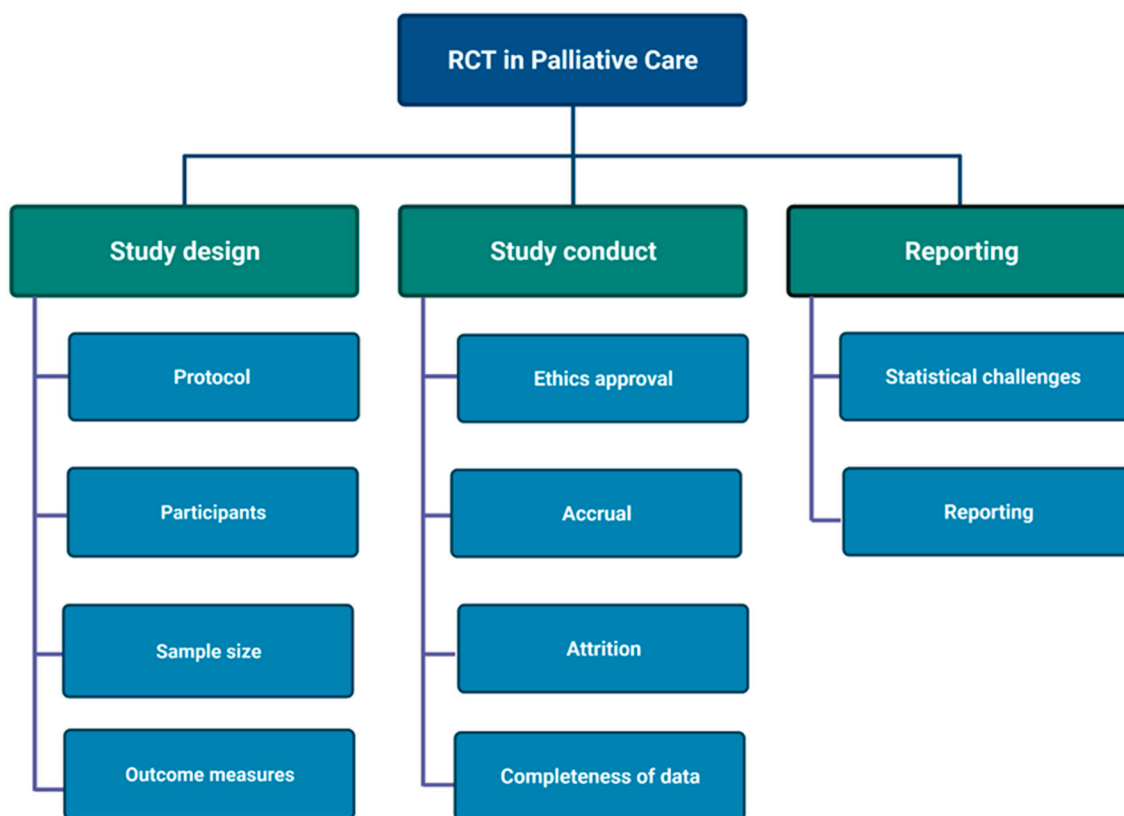 RCT in Palliative Care
Study design
Protocol
Participants
Sample size
Outcome measures
Study conduct
Ethics approval
Accrual
Attrition
Completeness of data
Reporting
Statistical challenges
Reporting